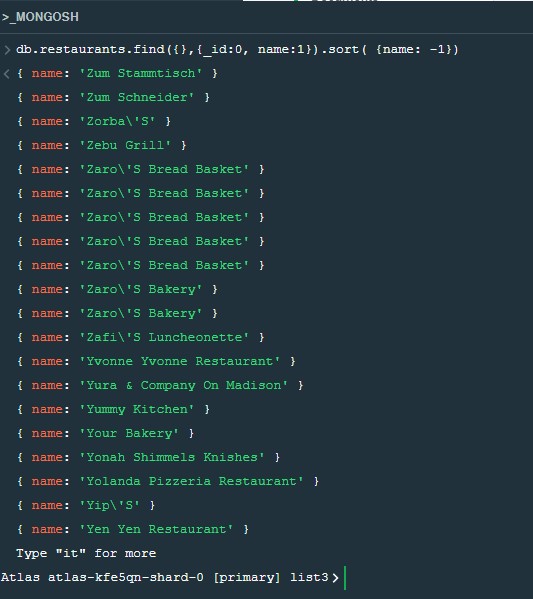 >_MONGOSH
> db.restaurants.find({},{_id:0, name:1}).sort( {name: -1})
< { name: 'Zum Stammtisch' }
{ name: 'Zum Schneider' }
{ name: 'Zorba\'S' }
{ name: 'Zebu Grill' }
{ name: 'Zaro\'S Bread Basket' }
{ name: 'Zaro\'S Bread Basket' }
{ name: 'Zaro\'S Bread Basket' }
{ name: 'Zaro\'S Bread Basket' }
{ name: 'Zaro\'S Bread Basket' }
{ name: 'Zaro\'S Bakery' }
{ name: 'Zaro\'S Bakery' }
{ name: 'Zafi\'S Luncheonette' }
{ name: 'Yvonne Yvonne Restaurant' }
{ name: 'Yura & Company On Madison' }
{ name: 'Yummy Kitchen' }
{ name: 'Your Bakery' }
{ name: 'Yonah Shimmels Knishes' }
{ name: 'Yolanda Pizzeria Restaurant' }
{ name: 'Yip\'S' }
{ name: 'Yen Yen Restaurant' }
Type "it" for more
Atlas atlas-kfe5qn-shard-0 [primary] list3>